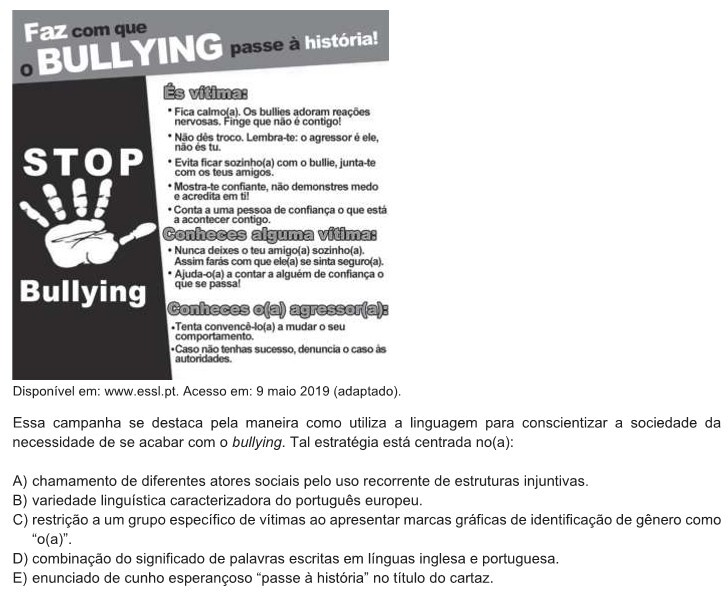 Faz com que
o BULLYING passe à história!
STOP
Bullying
És vítima:
* Fica calmo(a). Os bullies adoram reações
nervosas. Finge que não é contigo!
* Não dês troco. Lembra-te: o agressor é ele,
não és tu.
* Evita ficar sozinho(a) com o bullie, junta-te
com os teus amigos.
* Mostra-te confiante, não demonstres medo
e acredita em ti!
* Conta a uma pessoa de confiança o que está
a acontecer contigo.
Conheces alguma vítima:
* Nunca deixes o teu amigo(a) sozinho(a).
Assim farás com que ele(a) se sinta seguro(a).
* Ajuda-o(a) a contar a alguém de confiança o
que se passa!
Conheces o(a) agressor(a):
•Tenta convencê-lo(a) a mudar o seu
comportamento.
•Caso não tenhas sucesso, denuncia o caso às
autoridades.
Disponível em: www.essl.pt. Acesso em: 9 maio 2019 (adaptado).
Essa campanha se destaca pela maneira como utiliza a linguagem para conscientizar a sociedade da
necessidade de se acabar com o bullying. Tal estratégia está centrada no(a):
A) chamamento de diferentes atores sociais pelo uso recorrente de estruturas injuntivas.
B) variedade linguística caracterizadora do português europeu.
C) restrição a um grupo específico de vítimas ao apresentar marcas gráficas de identificação de gênero como
“o(a)”.
D) combinação do significado de palavras escritas em línguas inglesa e portuguesa.
E) enunciado de cunho esperançoso “passe à história” no título do cartaz.